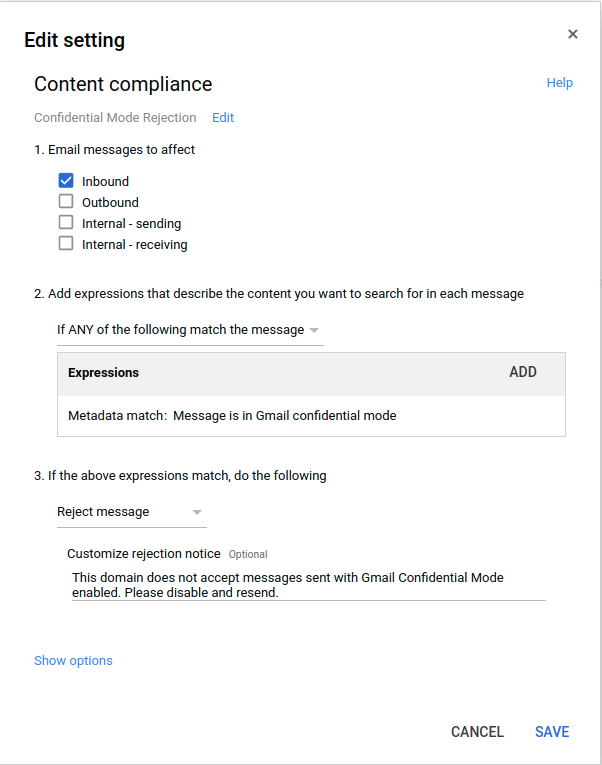 Edit setting
×
Content compliance
Help
Confidential Mode Rejection Edit
1. Email messages to affect
Inbound
Outbound
Internal - sending
Internal - receiving
2. Add expressions that describe the content you want to search for in each message
If ANY of the following match the message
Expressions ADD
Metadata match: Message is in Gmail confidential mode
3. If the above expressions match, do the following
Reject message
Customize rejection notice Optional
This domain does not accept messages sent with Gmail Confidential Mode
enabled. Please disable and resend.
Show options
CANCEL SAVE